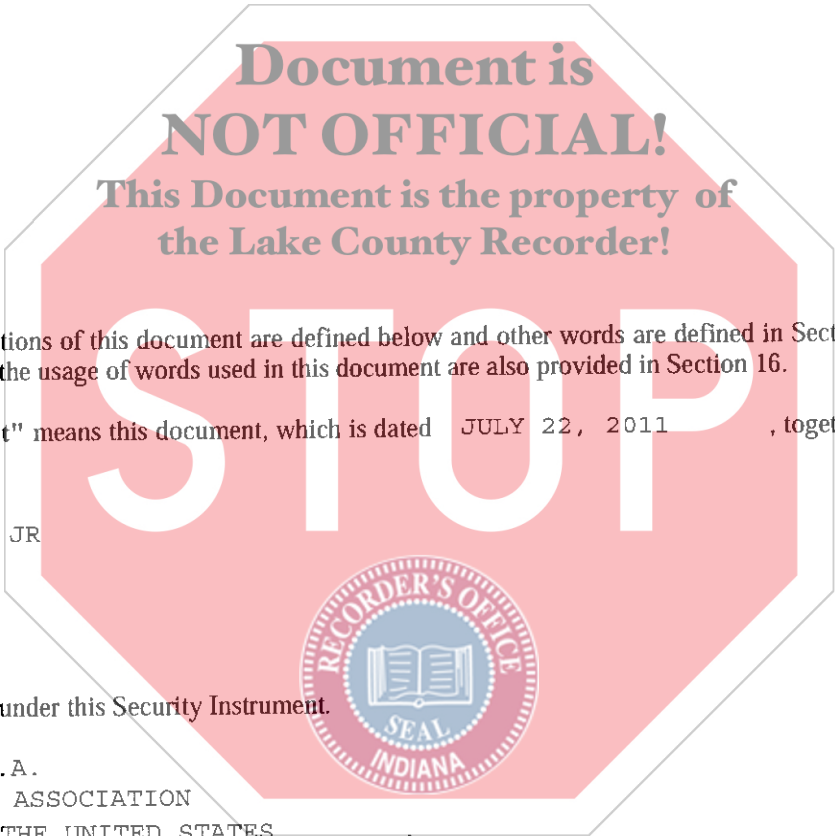 Document is
NOT OFFICIAL!
This Document is the property of
the Lake County Recorder!
tions of this document are defined below and other words are defined in Sect
the usage of words used in this document are also provided in Section 16.
t" means this document, which is dated JULY 22, 2011 , toget
STOP
JR
RECORDER'S OFFICE
SEAL
INDIANA
under this Security Instrument.
.A.
ASSOCIATION
THE UNITED STATES